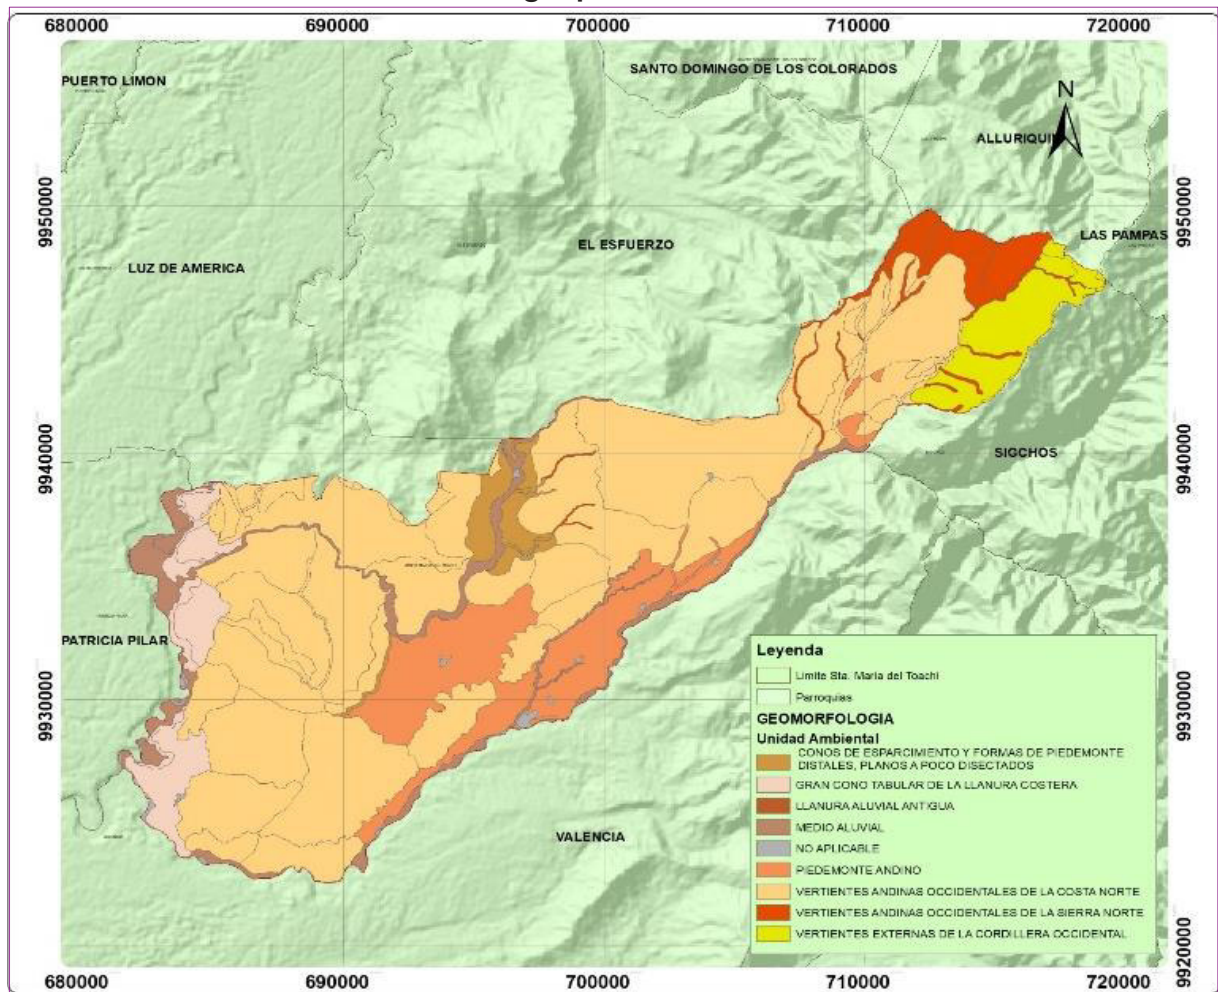 680000 690000 700000 710000 720000
PUERTO LIMON
SANTO DOMINGO DE LOS COLORADOS
N
ALLURIQUIN
9950000 9950000
LAS PAMPAS
EL ESFUERZO
LUZ DE AMERICA
9940000 9940000
SIGCHOS
PATRICIA PILAR
9930000 9930000
VALENCIA
Leyenda
Limite Sta. Maria del Toachi
Parroquias
GEOMORFOLOGIA
Unidad Ambiental
CONOS DE ESPARCIMIENTO Y FORMAS DE PIEDEMONTE
DISTALES, PLANOS A POCO DISECTADOS
GRAN CONO TABULAR DE LA LLANURA COSTERA
LLANURA ALUVIAL ANTIGUA
MEDIO ALUVIAL
NO APLICABLE
PIEDEMONTE ANDINO
VERTIENTES ANDINAS OCCIDENTALES DE LA COSTA NORTE
VERTIENTES ANDINAS OCCIDENTALES DE LA SIERRA NORTE
VERTIENTES EXTERNAS DE LA CORDILLERA OCCIDENTAL
9920000
680000 690000 700000 710000 720000